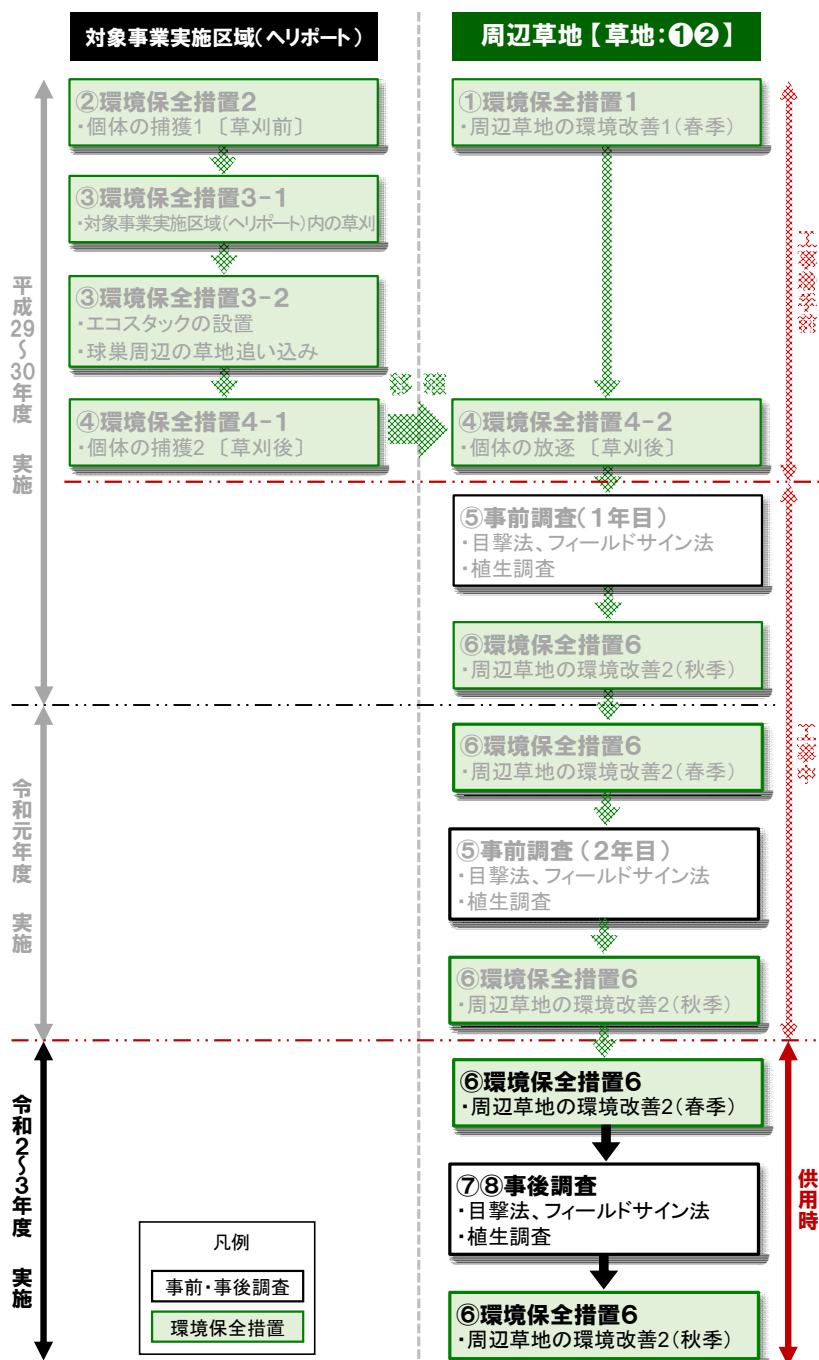 対象事業実施区域(ヘリポート)
周辺草地【草地:❶❷】
平成29～30年度 実施
②環境保全措置2
・個体の捕獲1 〔草刈前〕
③環境保全措置3-1
・対象事業実施区域(ヘリポート)内の草刈
③環境保全措置3-2
・エコスタックの設置
・球巣周辺の草地追い込み
④環境保全措置4-1
・個体の捕獲2 〔草刈後〕
移殖
①環境保全措置1
・周辺草地の環境改善1(春季)
④環境保全措置4-2
・個体の放逐 〔草刈後〕
工事着手前
⑤事前調査(1年目)
・目撃法、フィールドサイン法
・植生調査
⑥環境保全措置6
・周辺草地の環境改善2(秋季)
令和元年度 実施
⑥環境保全措置6
・周辺草地の環境改善2(春季)
⑤事前調査(2年目)
・目撃法、フィールドサイン法
・植生調査
⑥環境保全措置6
・周辺草地の環境改善2(秋季)
工事中
令和2～3年度 実施
⑥環境保全措置6
・周辺草地の環境改善2(春季)
⑦⑧事後調査
・目撃法、フィールドサイン法
・植生調査
⑥環境保全措置6
・周辺草地の環境改善2(秋季)
供用時
凡例
事前・事後調査
環境保全措置